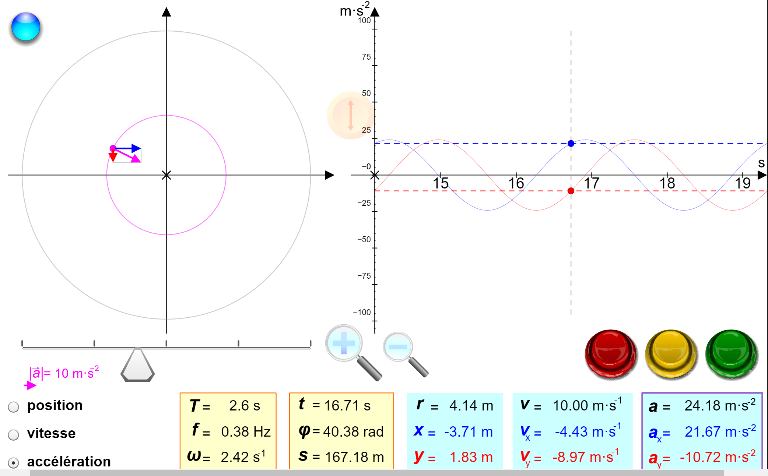 m·s⁻²
100
75
50
25
−0
−25
−50
−75
−100
15
16
17
18
19
s
|a⃗|= 10 m·s⁻²
position
vitesse
accélération
T = 2.6 s
f = 0.38 Hz
ω = 2.42 s⁻¹
t = 16.71 s
φ = 40.38 rad
s = 167.18 m
r = 4.14 m
x = -3.71 m
y = 1.83 m
v = 10.00 m·s⁻¹
vₓ = -4.43 m·s⁻¹
vᵧ = -8.97 m·s⁻¹
a = 24.18 m·s⁻²
aₓ = 21.67 m·s⁻²
aᵧ = -10.72 m·s⁻²